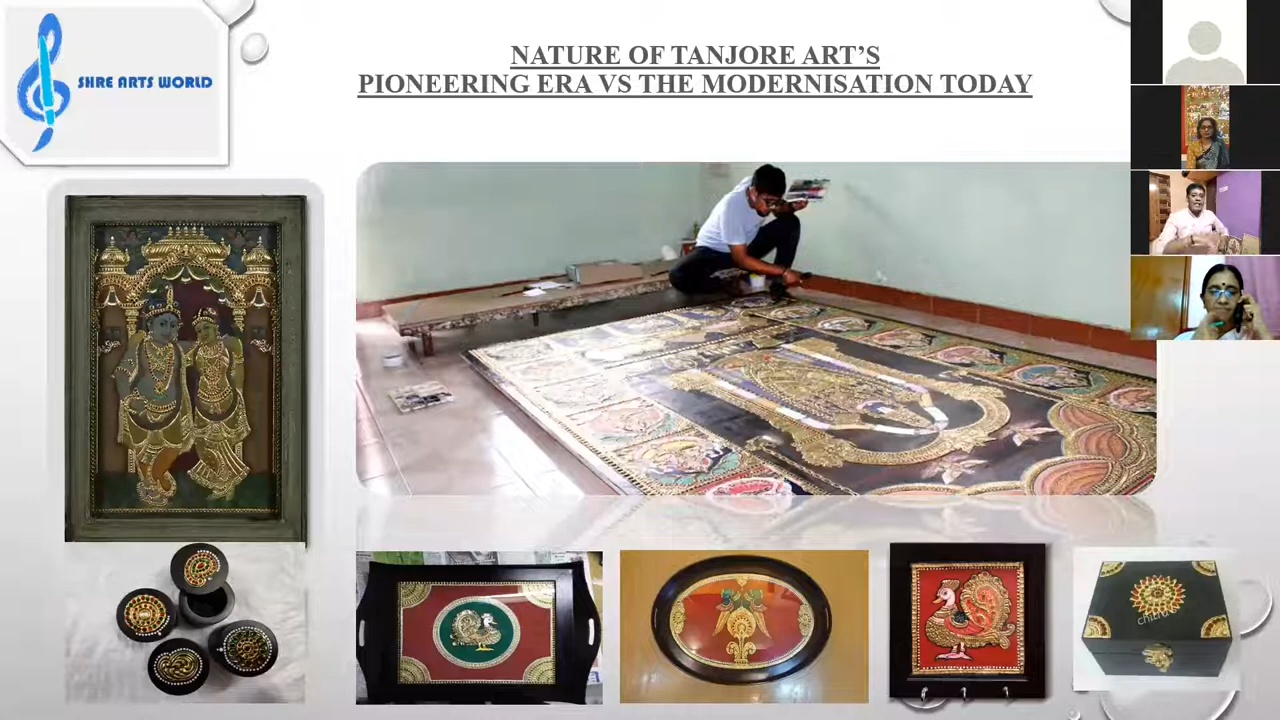 SHRE ARTS WORLD
NATURE OF TANJORE ART’S
PIONEERING ERA VS THE MODERNISATION TODAY